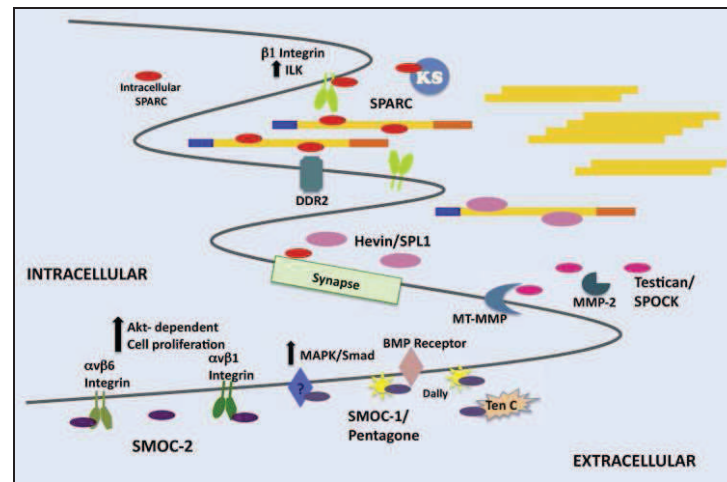 β1 Integrin
ILK
Intracellular
SPARC
KS
SPARC
DDR2
Hevin/SPL1
INTRACELLULAR
Synapse
Testican/
SPOCK
MMP-2
MT-MMP
Akt- dependent
Cell proliferation
BMP Receptor
MAPK/Smad
αvβ6
Integrin
αvβ1
Integrin
?
Dally
SMOC-1/
Pentagone
Ten C
SMOC-2
EXTRACELLULAR